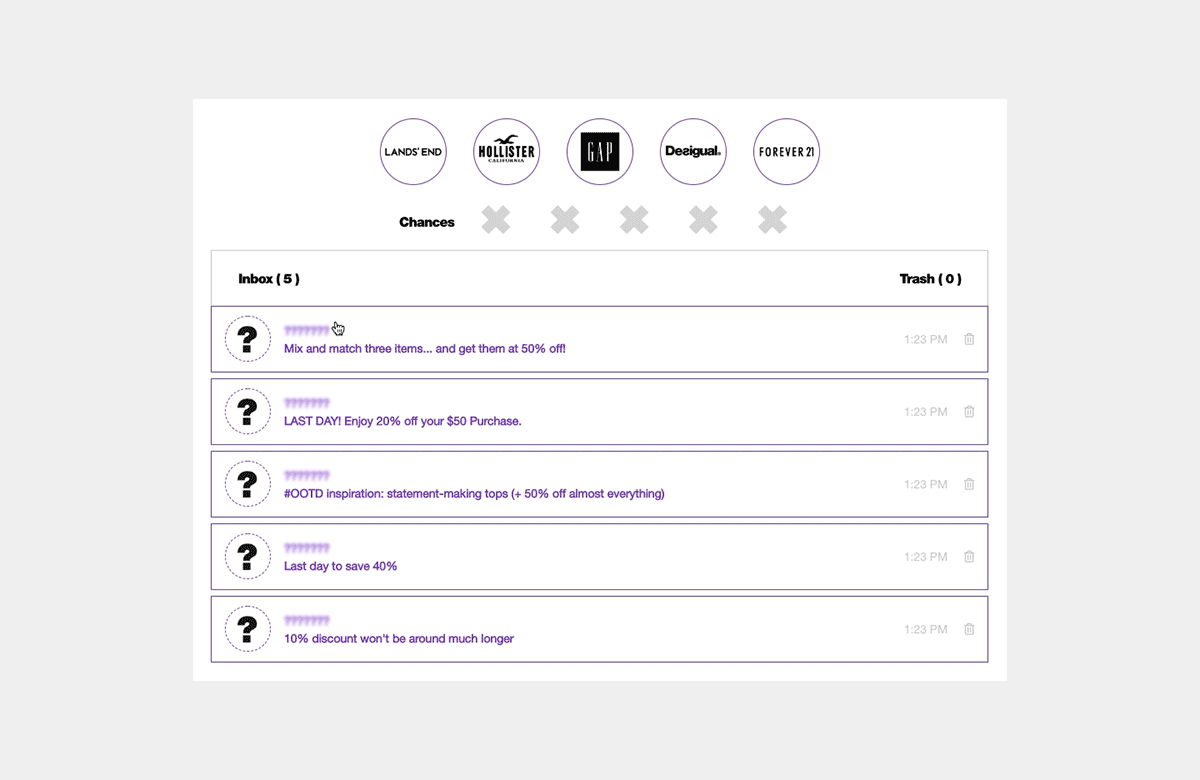 LANDS' END
HOLLISTER
CALIFORNIA
GAP
Desigual.
FOREVER 21
Chances
Inbox ( 5 )
Trash ( 0 )
?
???????
Mix and match three items... and get them at 50% off!
1:23 PM
?
???????
LAST DAY! Enjoy 20% off your $50 Purchase.
1:23 PM
?
???????
#OOTD inspiration: statement-making tops (+ 50% off almost everything)
1:23 PM
?
???????
Last day to save 40%
1:23 PM
?
???????
10% discount won't be around much longer
1:23 PM